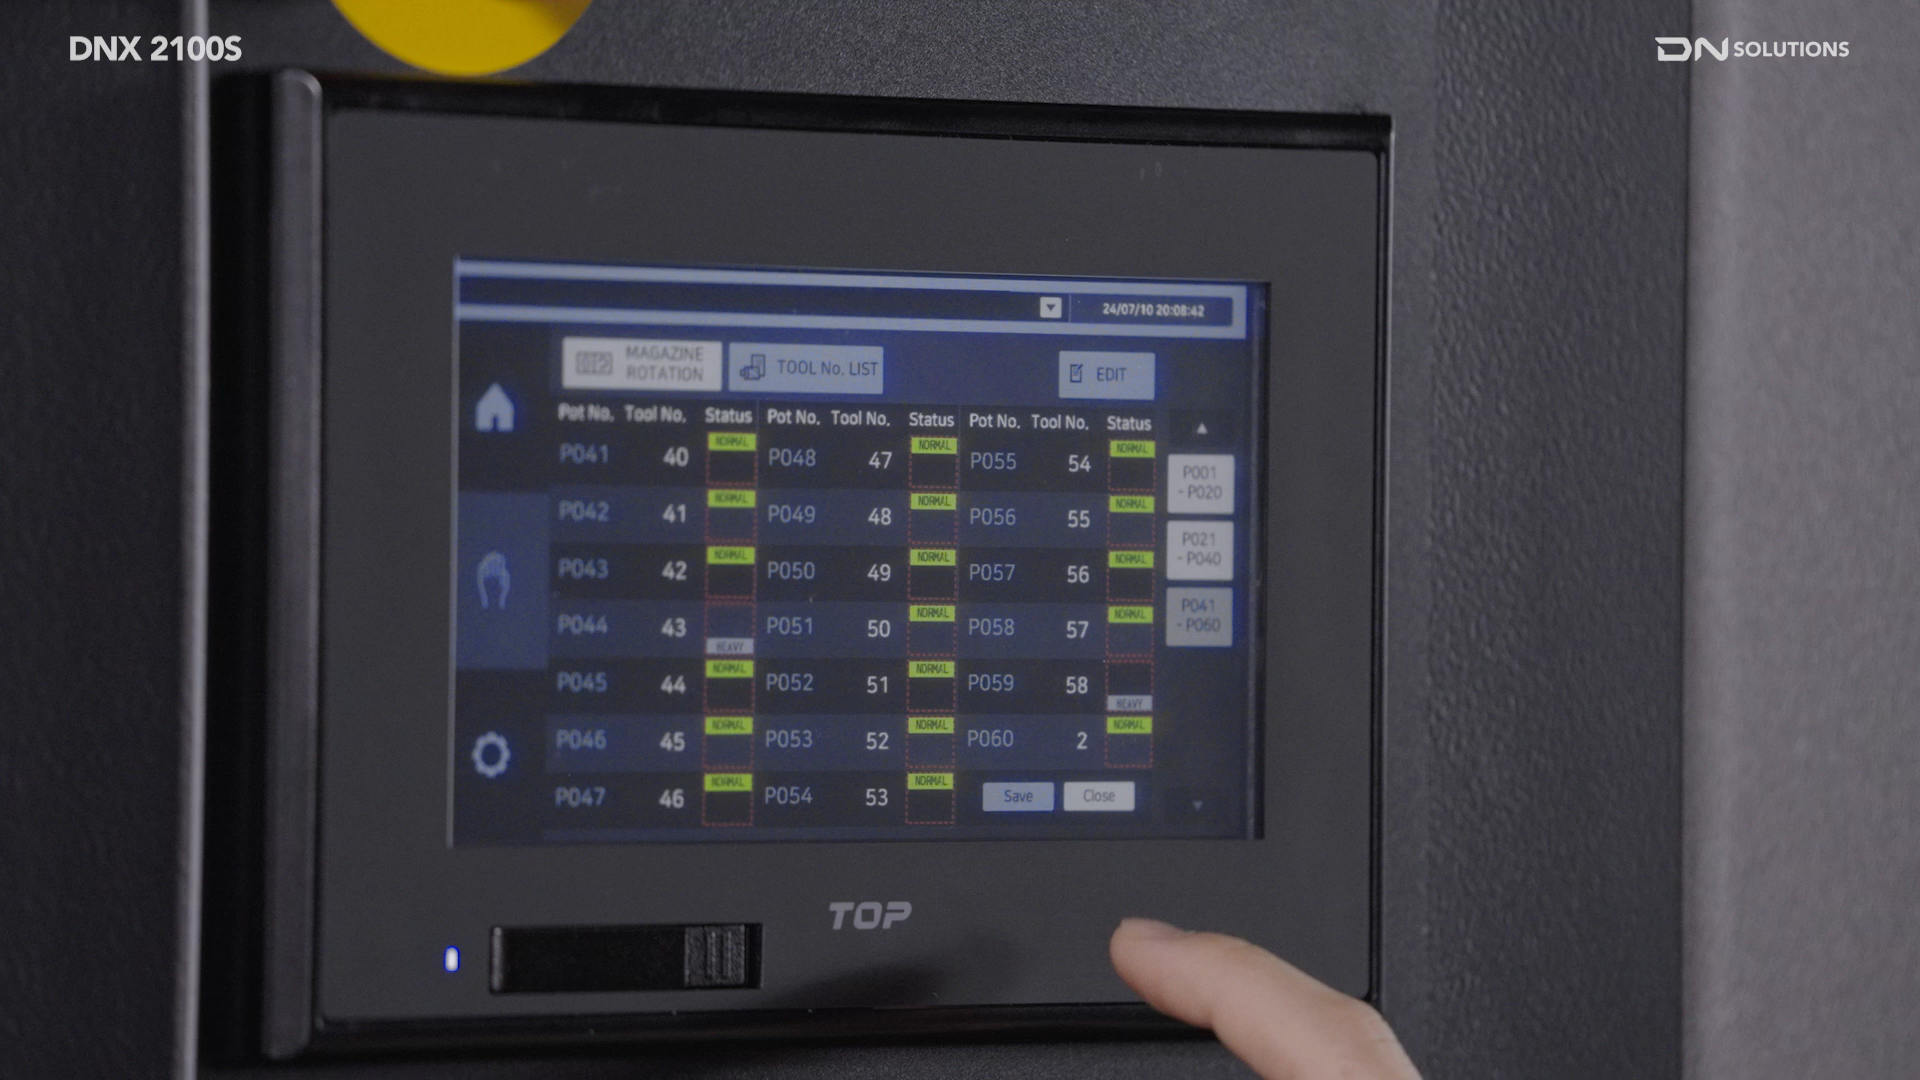 DNX 2100S
DN SOLUTIONS
24/07/10 20:08:42
MAGAZINE
ROTATION
TOOL No. LIST
EDIT
Pot No. Tool No. Status Pot No. Tool No. Status Pot No. Tool No. Status
P041 40 NORMAL P048 47 NORMAL P055 54 NORMAL
P042 41 NORMAL P049 48 NORMAL P056 55 NORMAL
P043 42 NORMAL P050 49 NORMAL P057 56 NORMAL
P044 43 HEAVY P051 50 NORMAL P058 57 NORMAL
P045 44 NORMAL P052 51 NORMAL P059 58 HEAVY
P046 45 NORMAL P053 52 NORMAL P060 2 NORMAL
P047 46 NORMAL P054 53 NORMAL
Save Close
P001
- P020
P021
- P040
P041
- P060
TOP